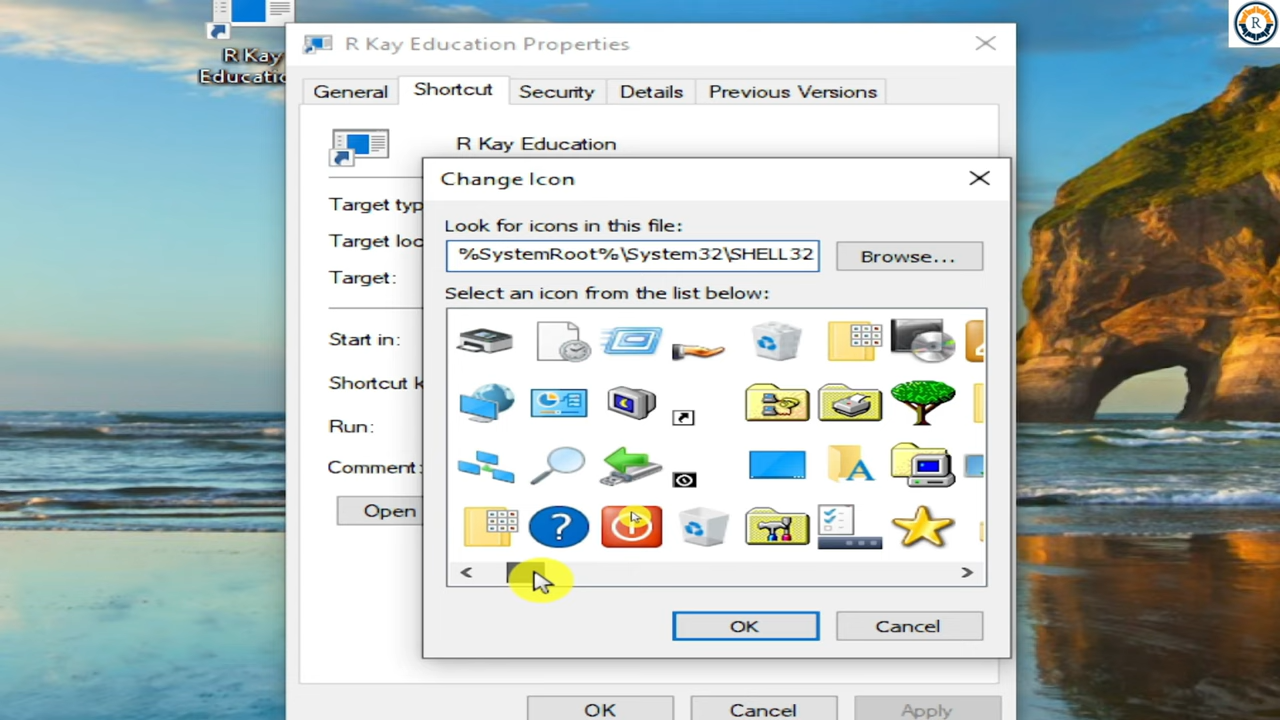 R Kay
Educatio
R Kay Education Properties
General
Shortcut
Security
Details
Previous Versions
R Kay Education
Target typ
Target loc
Target:
Start in:
Shortcut k
Run:
Comment:
Open
Change Icon
Look for icons in this file:
%SystemRoot%\System32\SHELL32
Browse...
Select an icon from the list below:
A
?
OK
Cancel
OK
Cancel
Apply
R